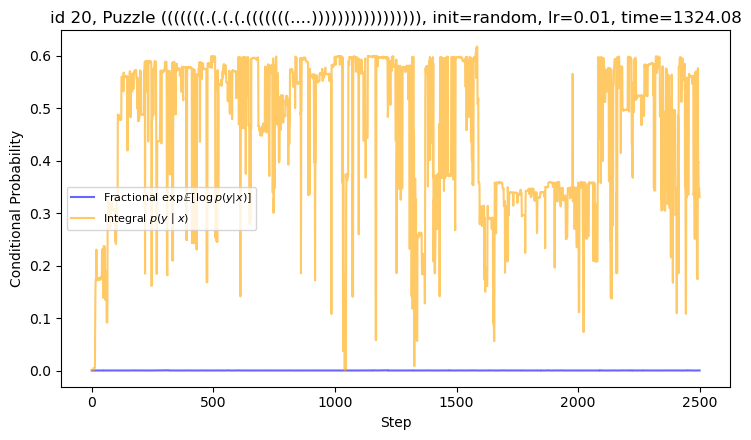 id 20, Puzzle (((((((.(.(.(.(((((((....))))))))))))))))), init=random, lr=0.01, time=1324.08
Conditional Probability
0.6
0.5
0.4
0.3
0.2
0.1
0.0
Fractional exp𝔼[log p(y|x)]
Integral p(y | x)
0
500
1000
1500
2000
2500
Step